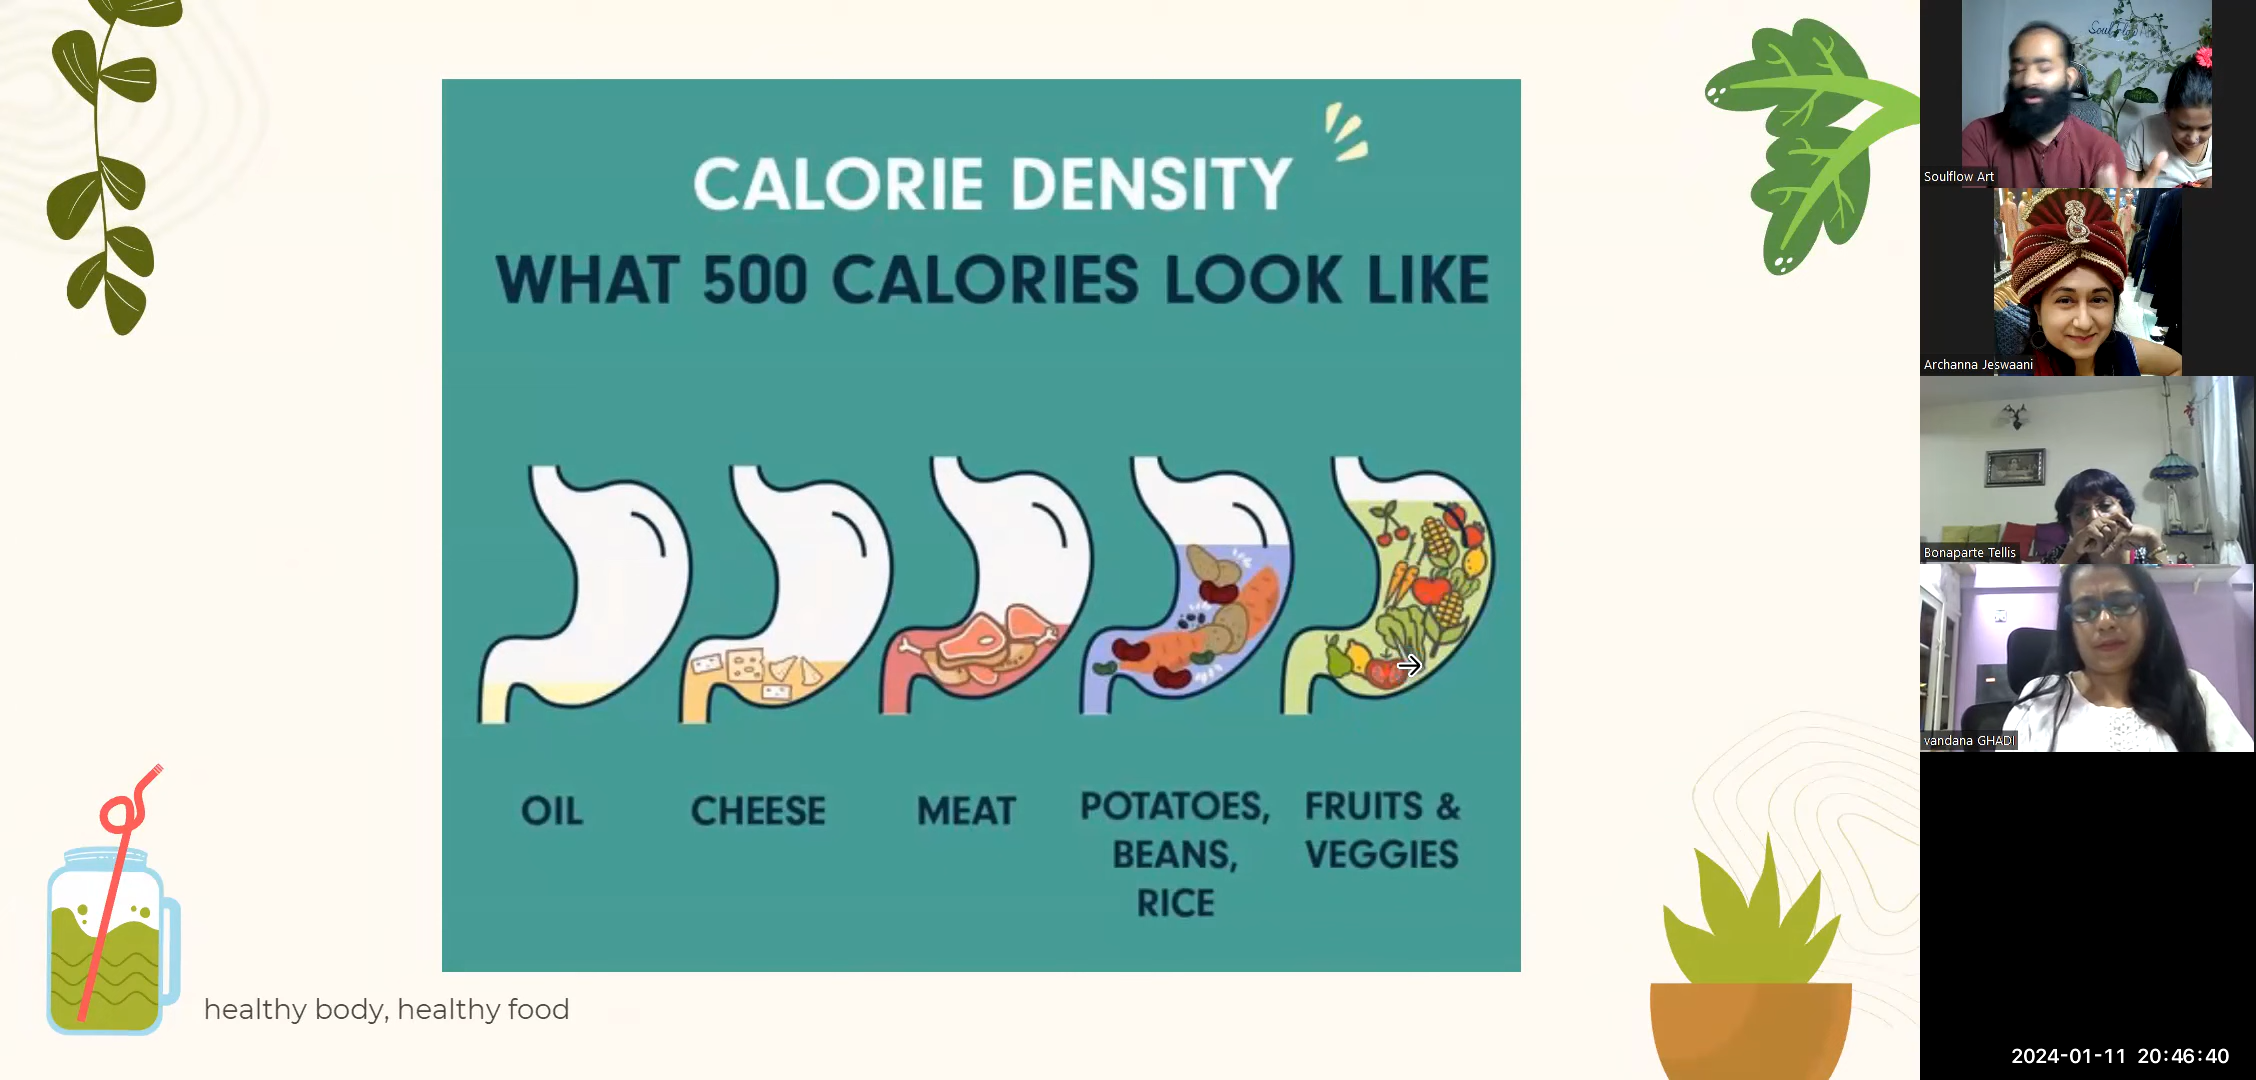 CALORIE DENSITY
WHAT 500 CALORIES LOOK LIKE
OIL
CHEESE
MEAT
POTATOES,
BEANS,
RICE
FRUITS &
VEGGIES
healthy body, healthy food
Soulflow Art
Archanna Jeswaani
Bonaparte Tellis
vandana GHADI
2024-01-11 20:46:40